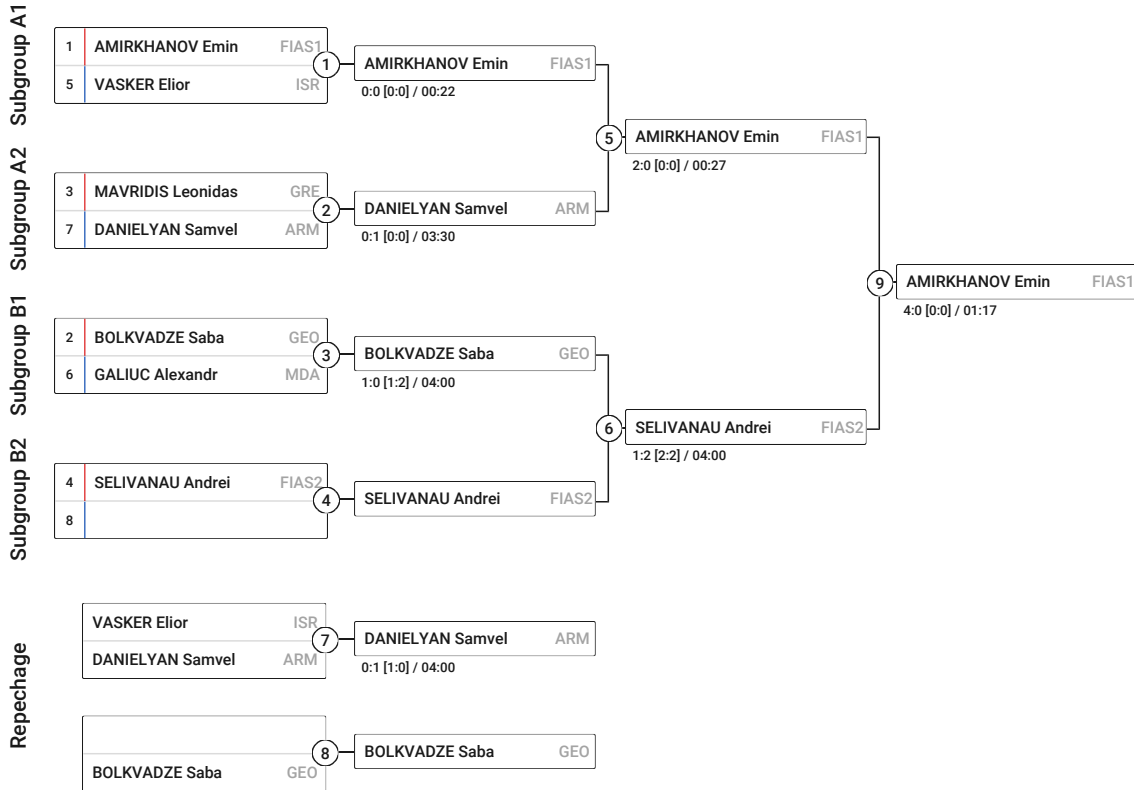 Subgroup A1
1 AMIRKHANOV Emin FIAS1
5 VASKER Elior ISR
1
AMIRKHANOV Emin FIAS1
0:0 [0:0] / 00:22
Subgroup A2
3 MAVRIDIS Leonidas GRE
7 DANIELYAN Samvel ARM
2
DANIELYAN Samvel ARM
0:1 [0:0] / 03:30
5
AMIRKHANOV Emin FIAS1
2:0 [0:0] / 00:27
Subgroup B1
2 BOLKVADZE Saba GEO
6 GALIUC Alexandr MDA
3
BOLKVADZE Saba GEO
1:0 [1:2] / 04:00
Subgroup B2
4 SELIVANAU Andrei FIAS2
8
4
SELIVANAU Andrei FIAS2
6
SELIVANAU Andrei FIAS2
1:2 [2:2] / 04:00
9
AMIRKHANOV Emin FIAS1
4:0 [0:0] / 01:17
Repechage
VASKER Elior ISR
DANIELYAN Samvel ARM
7
DANIELYAN Samvel ARM
0:1 [1:0] / 04:00
BOLKVADZE Saba GEO
8
BOLKVADZE Saba GEO